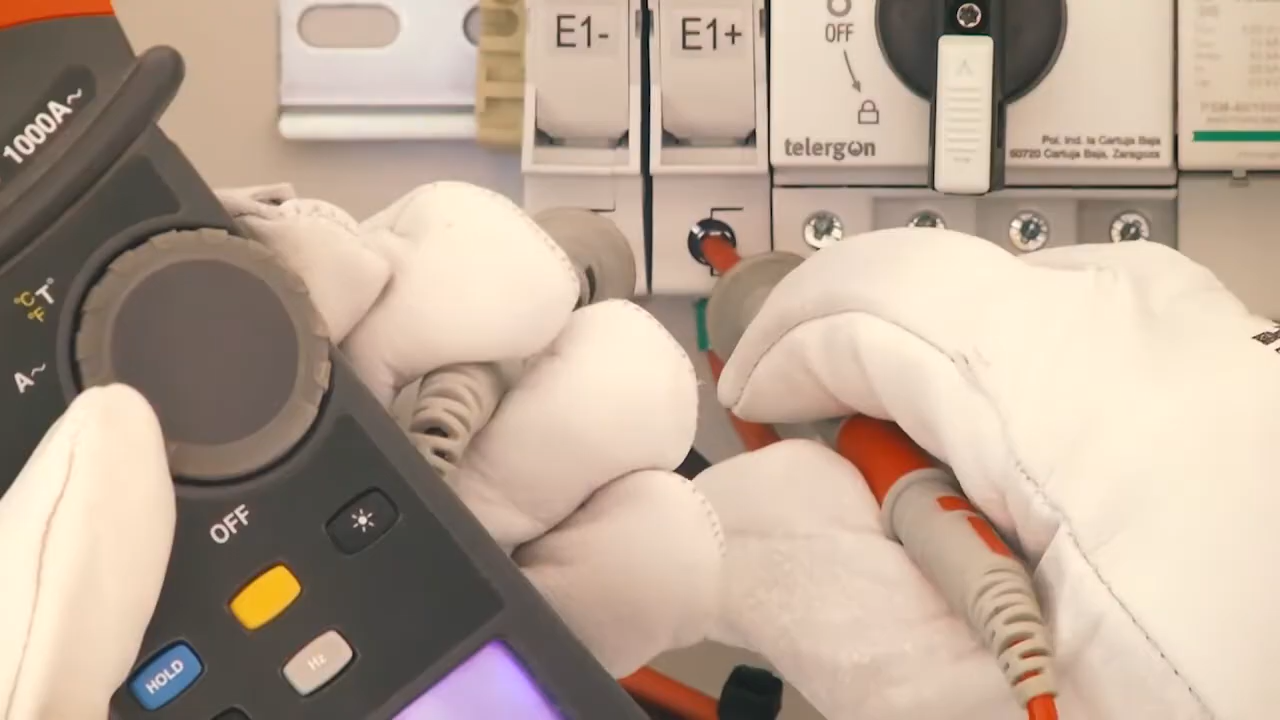 E1-
E1+
OFF
telergon
Pol. Ind. la Cartuja Baja
50720 Cartuja Baja, Zaragoza
1000A~
°C
°F
T°
A~
OFF
HOLD
Hz